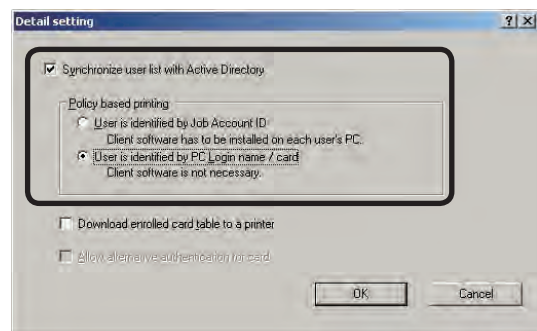 Detail setting
Synchronize user list with Active Directory
Policy based printing
User is identified by Job Account ID
Client software has to be installed on each user's PC.
User is identified by PC Login name / card
Client software is not necessary.
Download enrolled card table to a printer
Allow alternative authentication for card
OK
Cancel